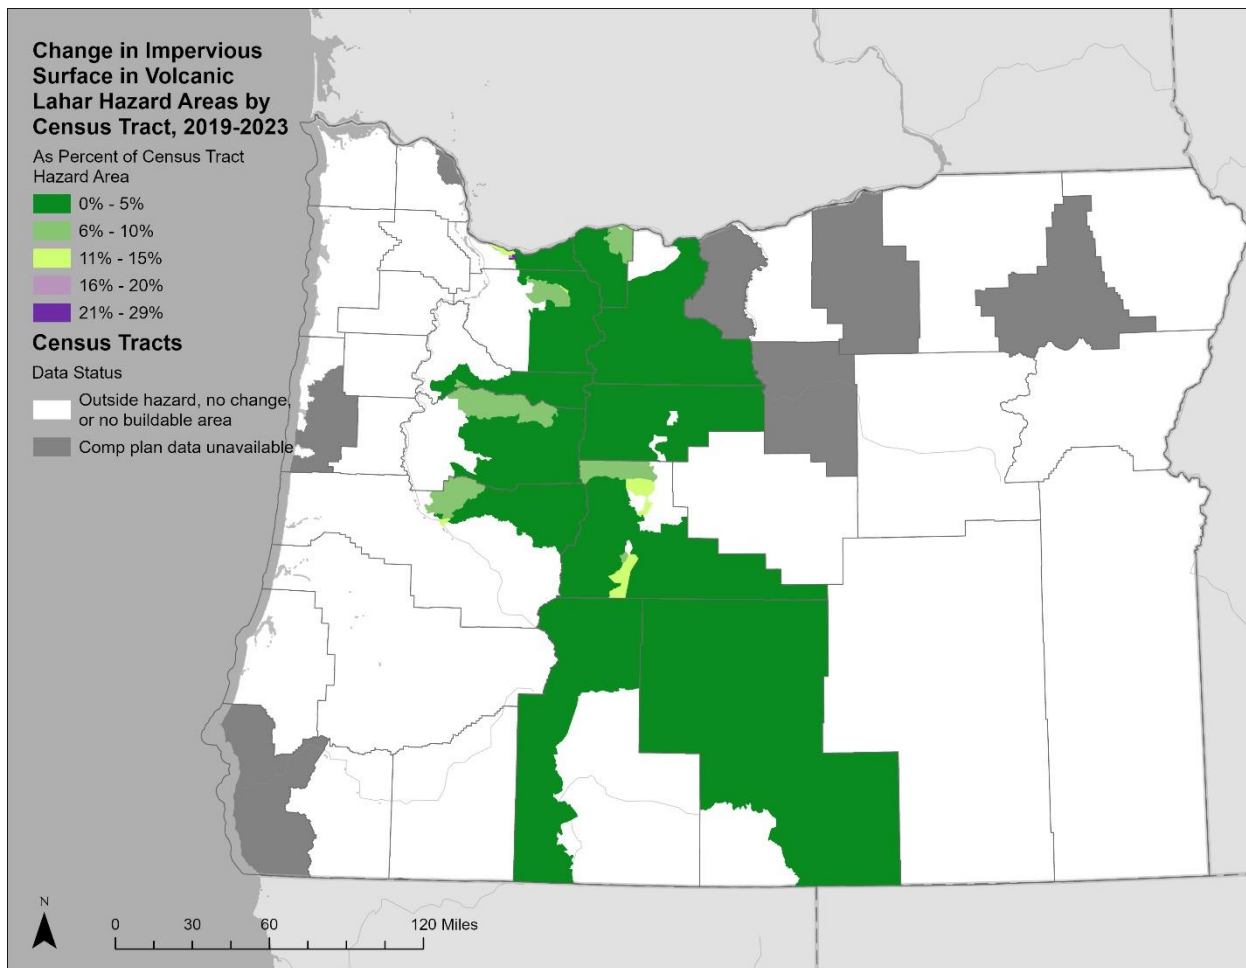 Change in Impervious
Surface in Volcanic
Lahar Hazard Areas by
Census Tract, 2019-2023
As Percent of Census Tract
Hazard Area
0% - 5%
6% - 10%
11% - 15%
16% - 20%
21% - 29%
Census Tracts
Data Status
Outside hazard, no change,
or no buildable area
Comp plan data unavailable
N
0 30 60 120 Miles